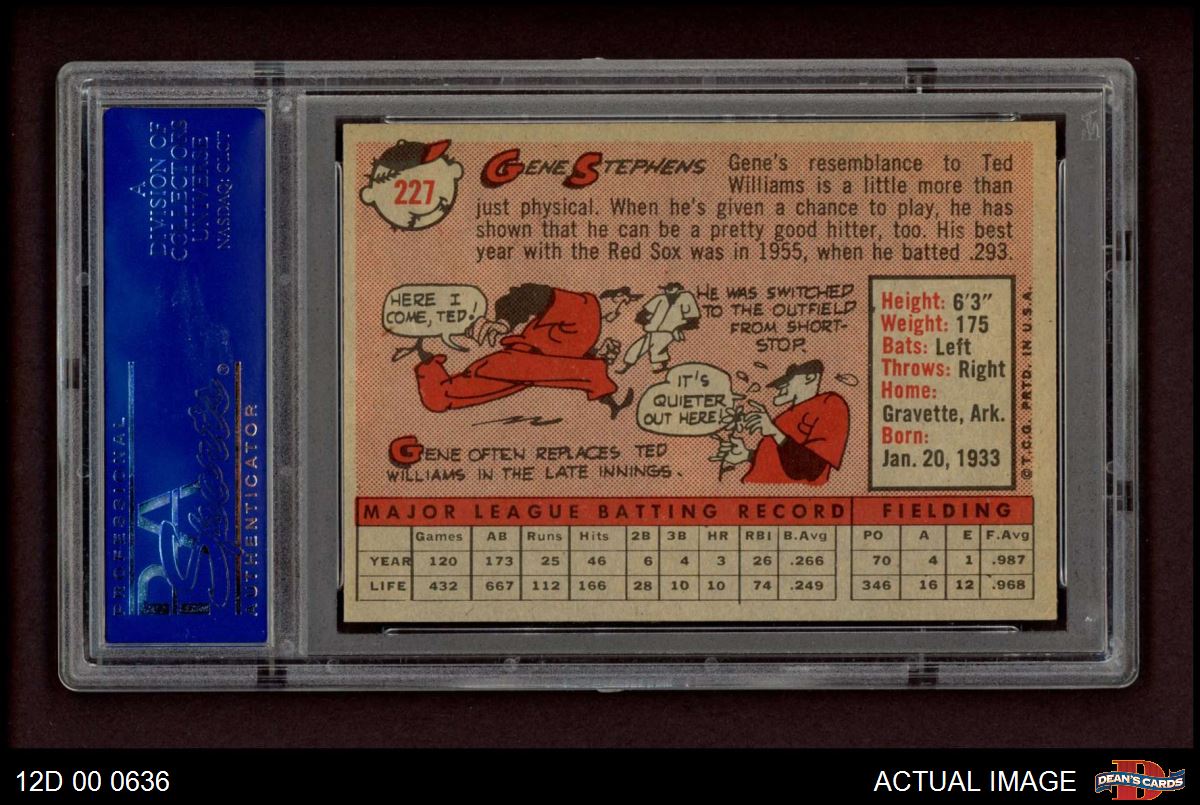 A
DIVISION OF
COLLECTORS
UNIVERSE
NASDAQ: CLCT
PSA
Sports ®
PROFESSIONAL
AUTHENTICATOR
227
GENE STEPHENS
Gene's resemblance to Ted
Williams is a little more than
just physical. When he's given a chance to play, he has
shown that he can be a pretty good hitter, too. His best
year with the Red Sox was in 1955, when he batted .293.
HERE I
COME, TED!
HE WAS SWITCHED
TO THE OUTFIELD
FROM SHORT-
STOP.
IT'S
QUIETER
OUT HERE!
GENE OFTEN REPLACES TED
WILLIAMS IN THE LATE INNINGS.
Height: 6'3"
Weight: 175
Bats: Left
Throws: Right
Home:
Gravette, Ark.
Born:
Jan. 20, 1933
© T.C.G. PRTD. IN U.S.A.
MAJOR LEAGUE BATTING RECORD FIELDING
Games AB Runs Hits 2B 3B HR RBI B.Avg PO A E F.Avg
YEAR 120 173 25 46 6 4 3 26 .266 70 4 1 .987
LIFE 432 667 112 166 28 10 10 74 .249 346 16 12 .968
12D 00 0636
ACTUAL IMAGE
D
DEAN'S CARDS